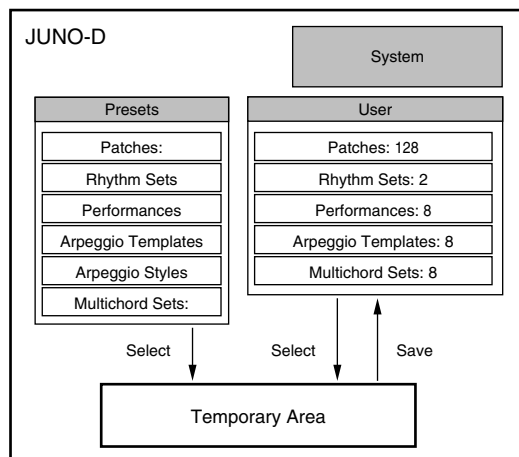 JUNO-D
System
Presets
Patches:
Rhythm Sets
Performances
Arpeggio Templates
Arpeggio Styles
Multichord Sets:
User
Patches: 128
Rhythm Sets: 2
Performances: 8
Arpeggio Templates: 8
Multichord Sets: 8
Select
Select
Save
Temporary Area